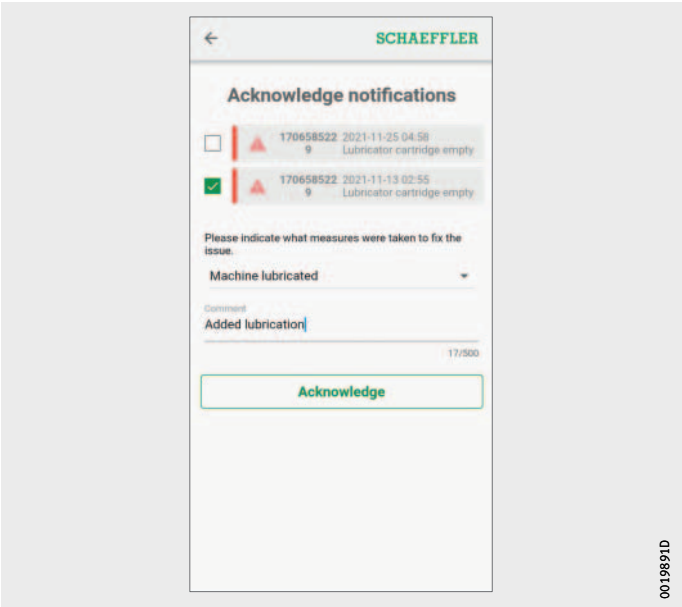 SCHAEFFLER
Acknowledge notifications
170658522 2021-11-25 04:58
9 Lubricator cartridge empty
170658522 2021-11-13 02:55
9 Lubricator cartridge empty
Please indicate what measures were taken to fix the
issue.
Machine lubricated
Comment
Added lubrication
17/500
Acknowledge
0019891D